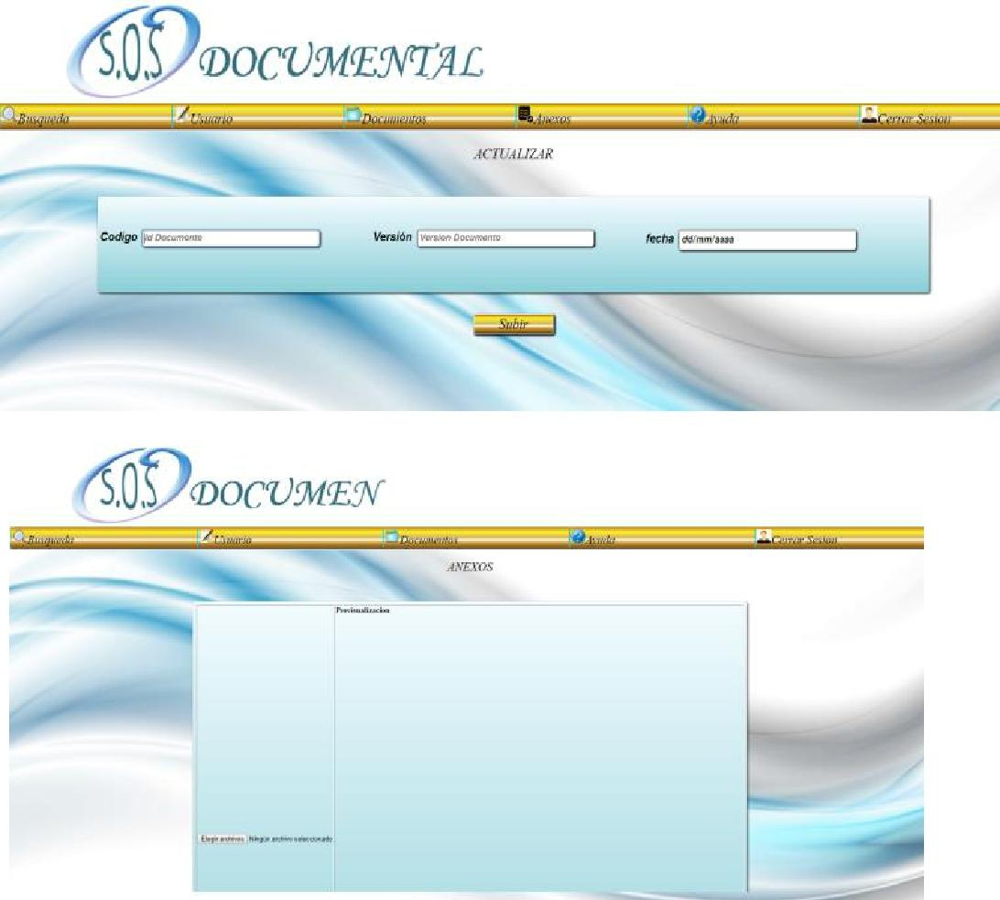 S.O.S DOCUMENTAL
Busqueda Usuario Documentos Anexos Ayuda Cerrar Sesion
ACTUALIZAR
Codigo Id Documento Versión Version Documento fecha dd/mm/aaaa
Subir
S.O.S DOCUMEN
Busqueda Usuario Documentos Ayuda Cerrar Sesion
ANEXOS
Previsualizacion
Elegir archivos Ningún archivo seleccionado